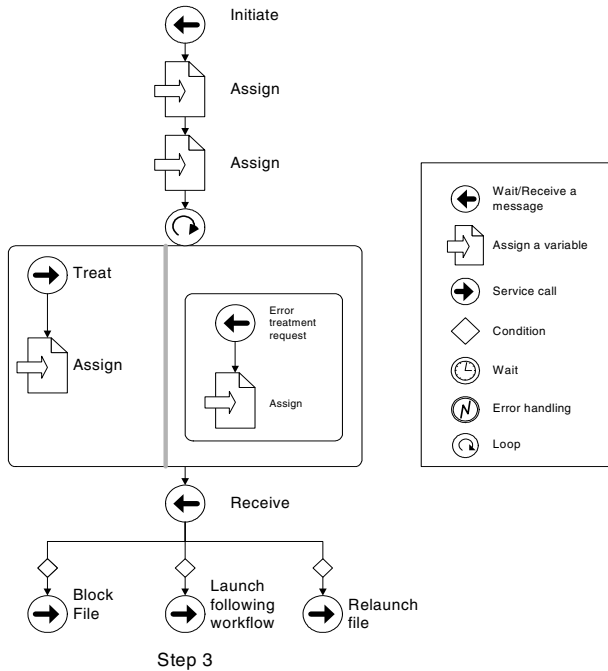 Initiate
Assign
Assign
Treat
Assign
Error
treatment
request
Assign
Receive
Block
File
Launch
following
workflow
Relaunch
file
Step 3
Wait/Receive a
message
Assign a variable
Service call
Condition
Wait
N
Error handling
Loop